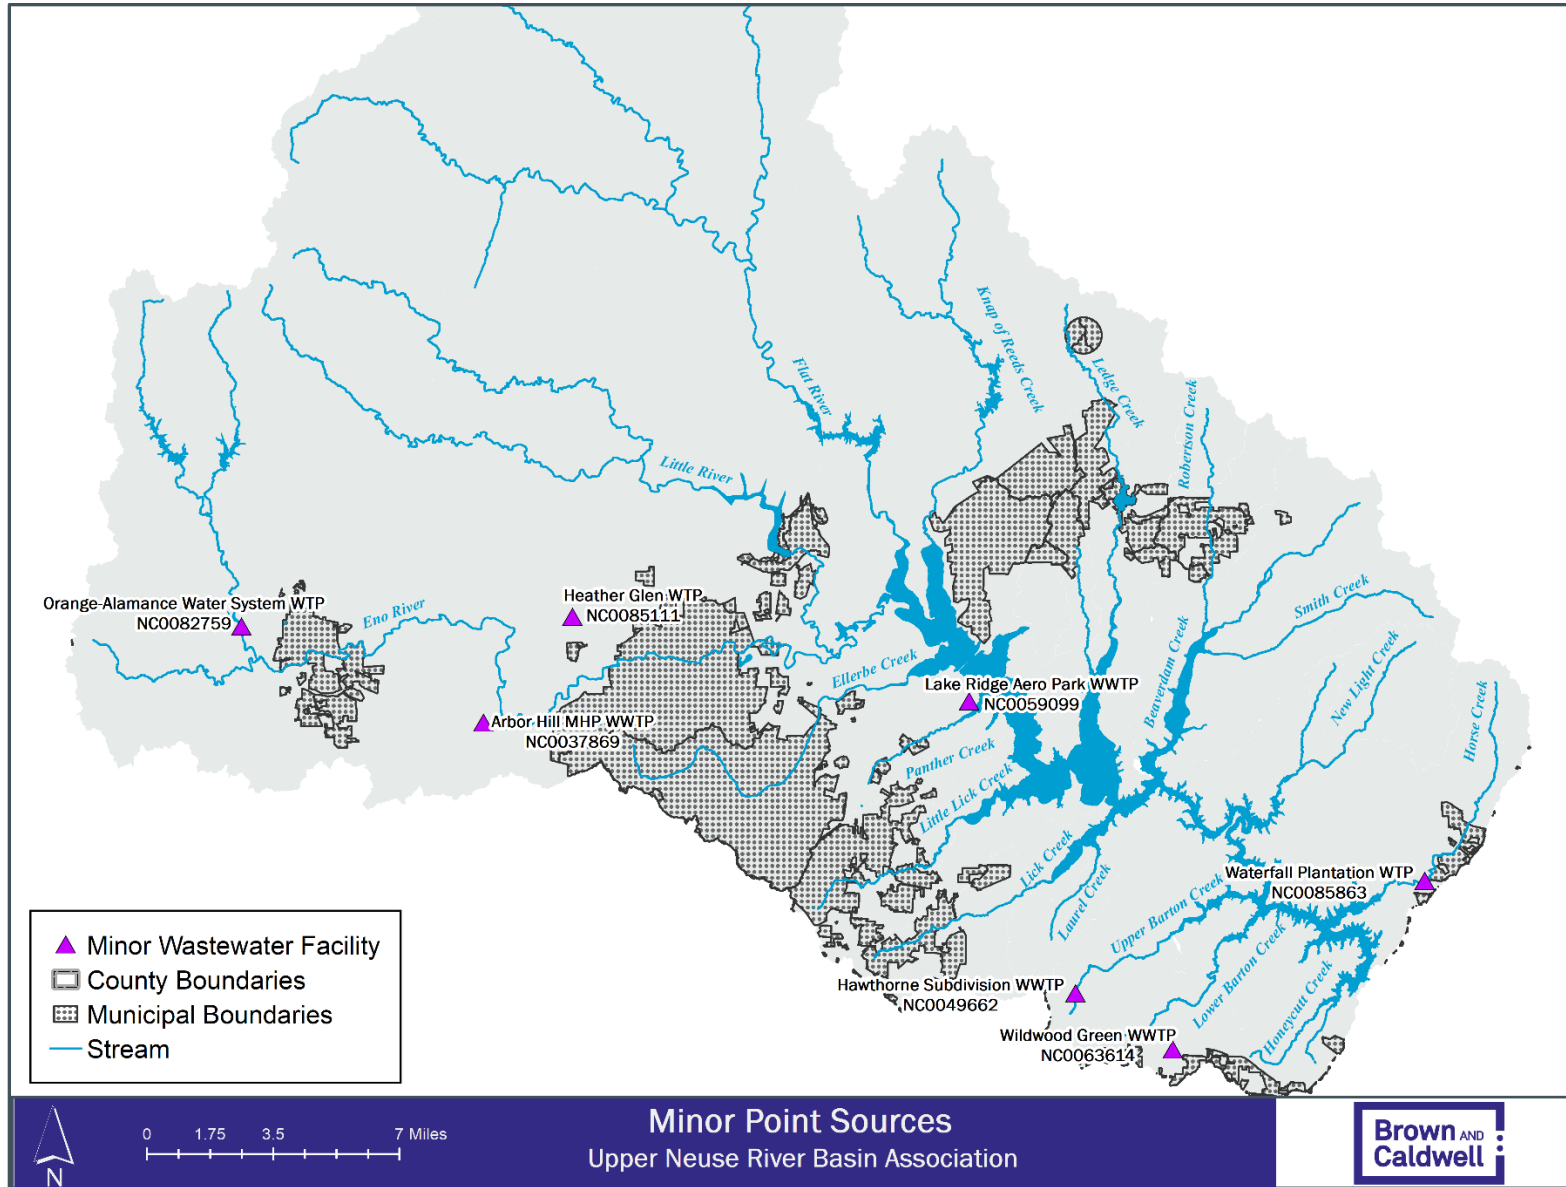 Knap of Reeds Creek
Ledge Creek
Flat River
Robertson Creek
Little River
Heather Glen WTP
NC0085111
Orange-Alamance Water System WTP
NC0082759
Eno River
Smith Creek
Ellerbe Creek
Beaverdam Creek
New Light Creek
Lake Ridge Aero Park WWTP
NC0059099
Horse Creek
Arbor Hill MHP WWTP
NC0037869
Panther Creek
Little Lick Creek
Lick Creek
Laurel Creek
Waterfall Plantation WTP
NC0085863
Upper Barton Creek
Lower Barton Creek
Honeycutt Creek
Hawthorne Subdivision WWTP
NC0049662
Wildwood Green WWTP
NC0063614
Minor Wastewater Facility
County Boundaries
Municipal Boundaries
Stream
N
0 1.75 3.5 7 Miles
Minor Point Sources
Upper Neuse River Basin Association
Brown AND
Caldwell